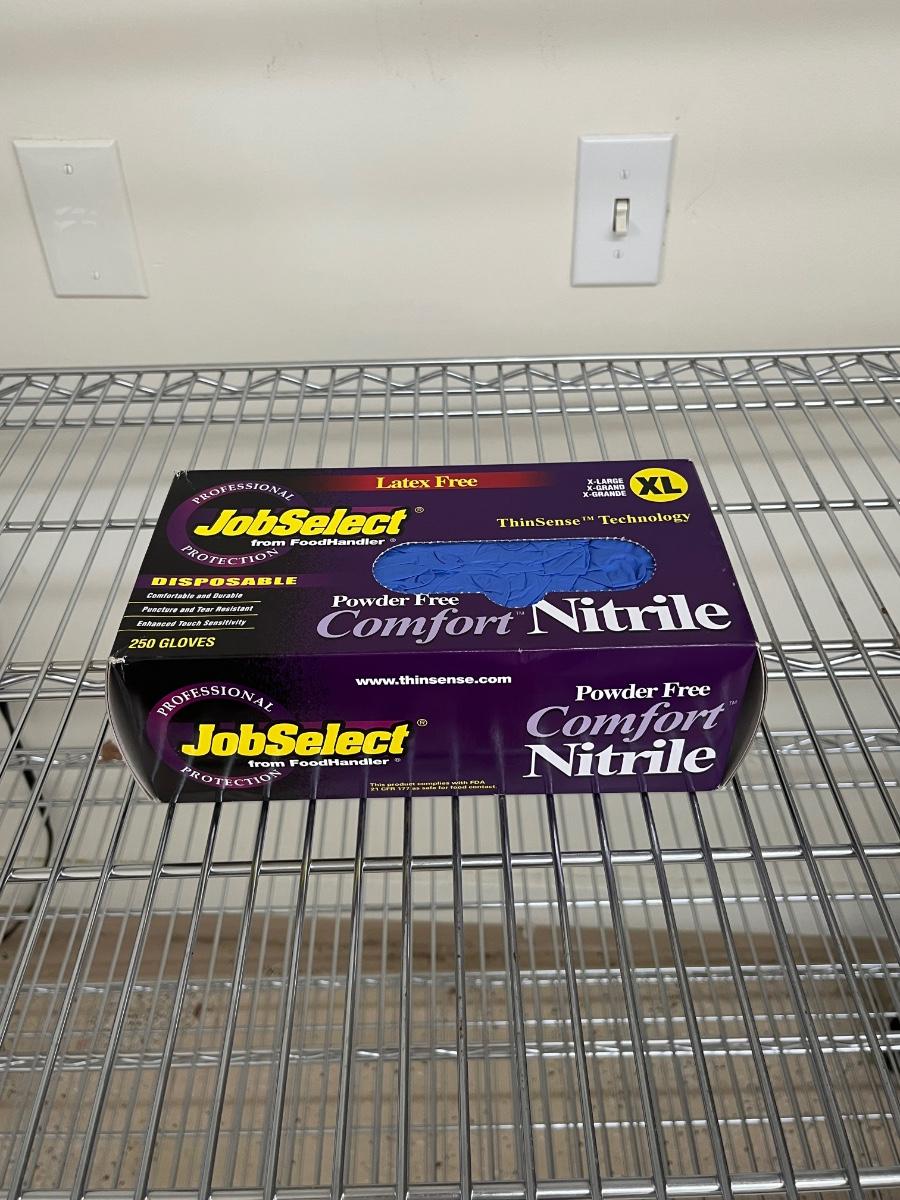 Latex Free
X-LARGE
X-GRAND
X-GRANDE
XL
PROFESSIONAL
JobSelect®
from FoodHandler®
PROTECTION
ThinSense™ Technology
DISPOSABLE
Comfortable and Durable
Puncture and Tear Resistant
Enhanced Touch Sensitivity
250 GLOVES
Powder Free
Comfort™ Nitrile
www.thinsense.com
PROFESSIONAL
JobSelect®
from FoodHandler®
PROTECTION
Powder Free
Comfort™
Nitrile
This product complies with FDA
21 CFR 177 as safe for food contact.